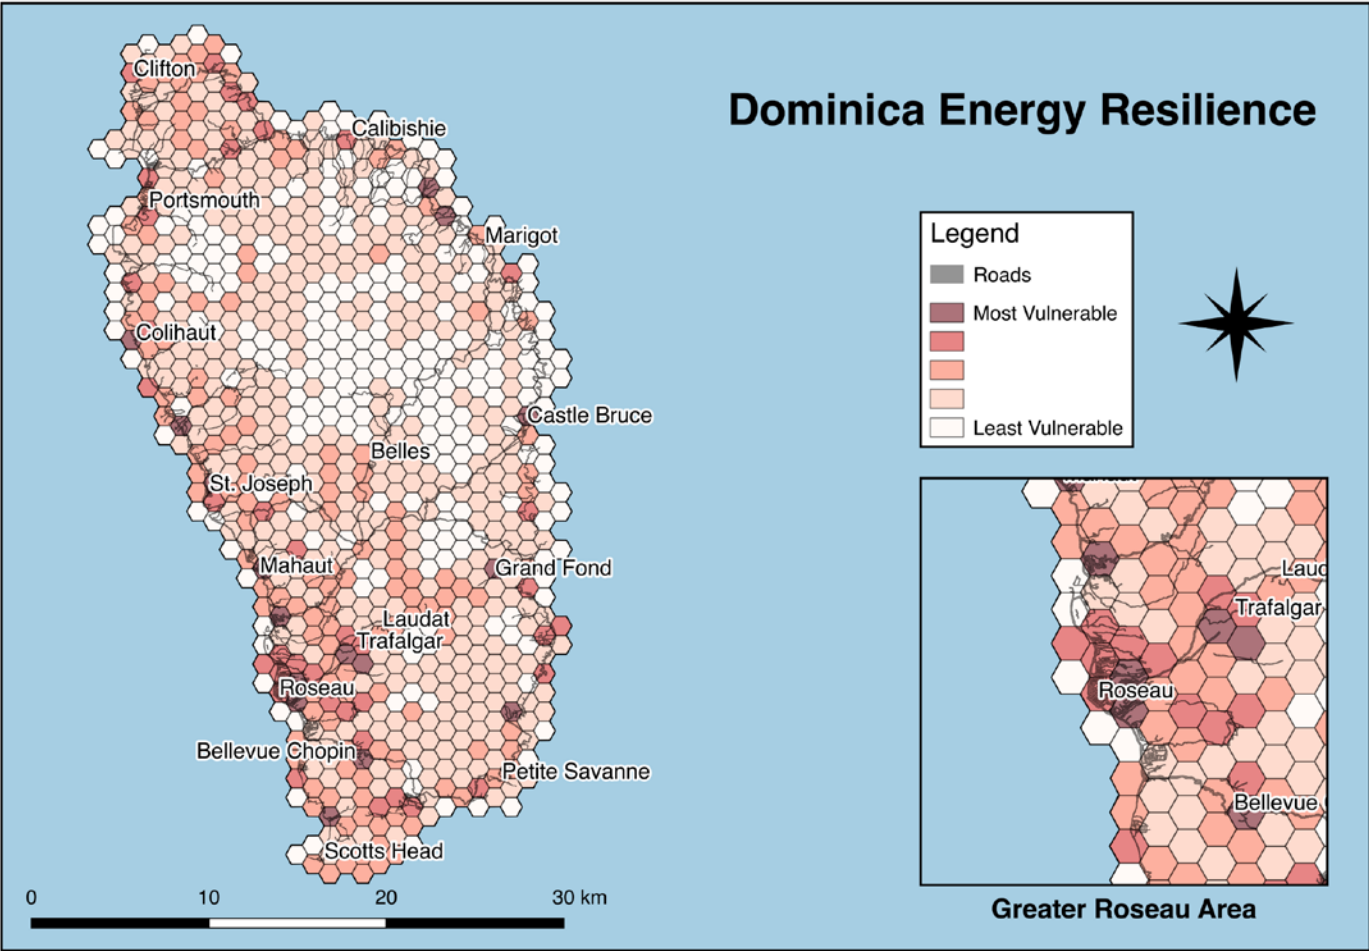 Dominica Energy Resilience
Clifton
Calibishie
Portsmouth
Marigot
Colihaut
Castle Bruce
Belles
St. Joseph
Mahaut
Grand Fond
Laudat
Trafalgar
Roseau
Bellevue Chopin
Petite Savanne
Scotts Head
0 10 20 30 km
Legend
Roads
Most Vulnerable
Least Vulnerable
Laud
Trafalgar
Roseau
Bellevue
Greater Roseau Area